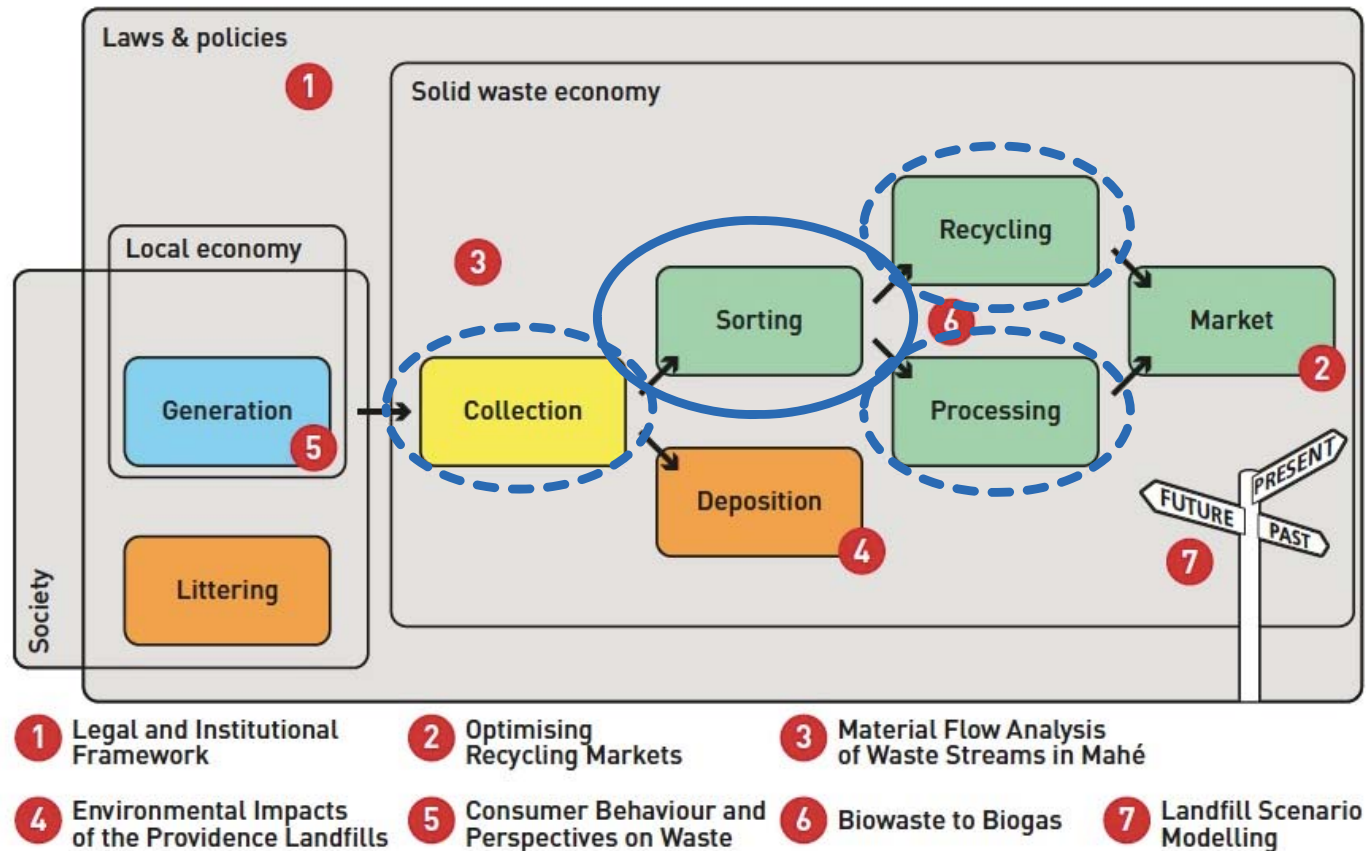 Laws & policies
1
Solid waste economy
Recycling
Local economy
3
Sorting
6
Market
2
Generation
5
Collection
Processing
Deposition
4
PRESENT
FUTURE
PAST
7
Littering
Society
1 Legal and Institutional
Framework
2 Optimising
Recycling Markets
3 Material Flow Analysis
of Waste Streams in Mahé
4 Environmental Impacts
of the Providence Landfills
5 Consumer Behaviour and
Perspectives on Waste
6 Biowaste to Biogas
7 Landfill Scenario
Modelling